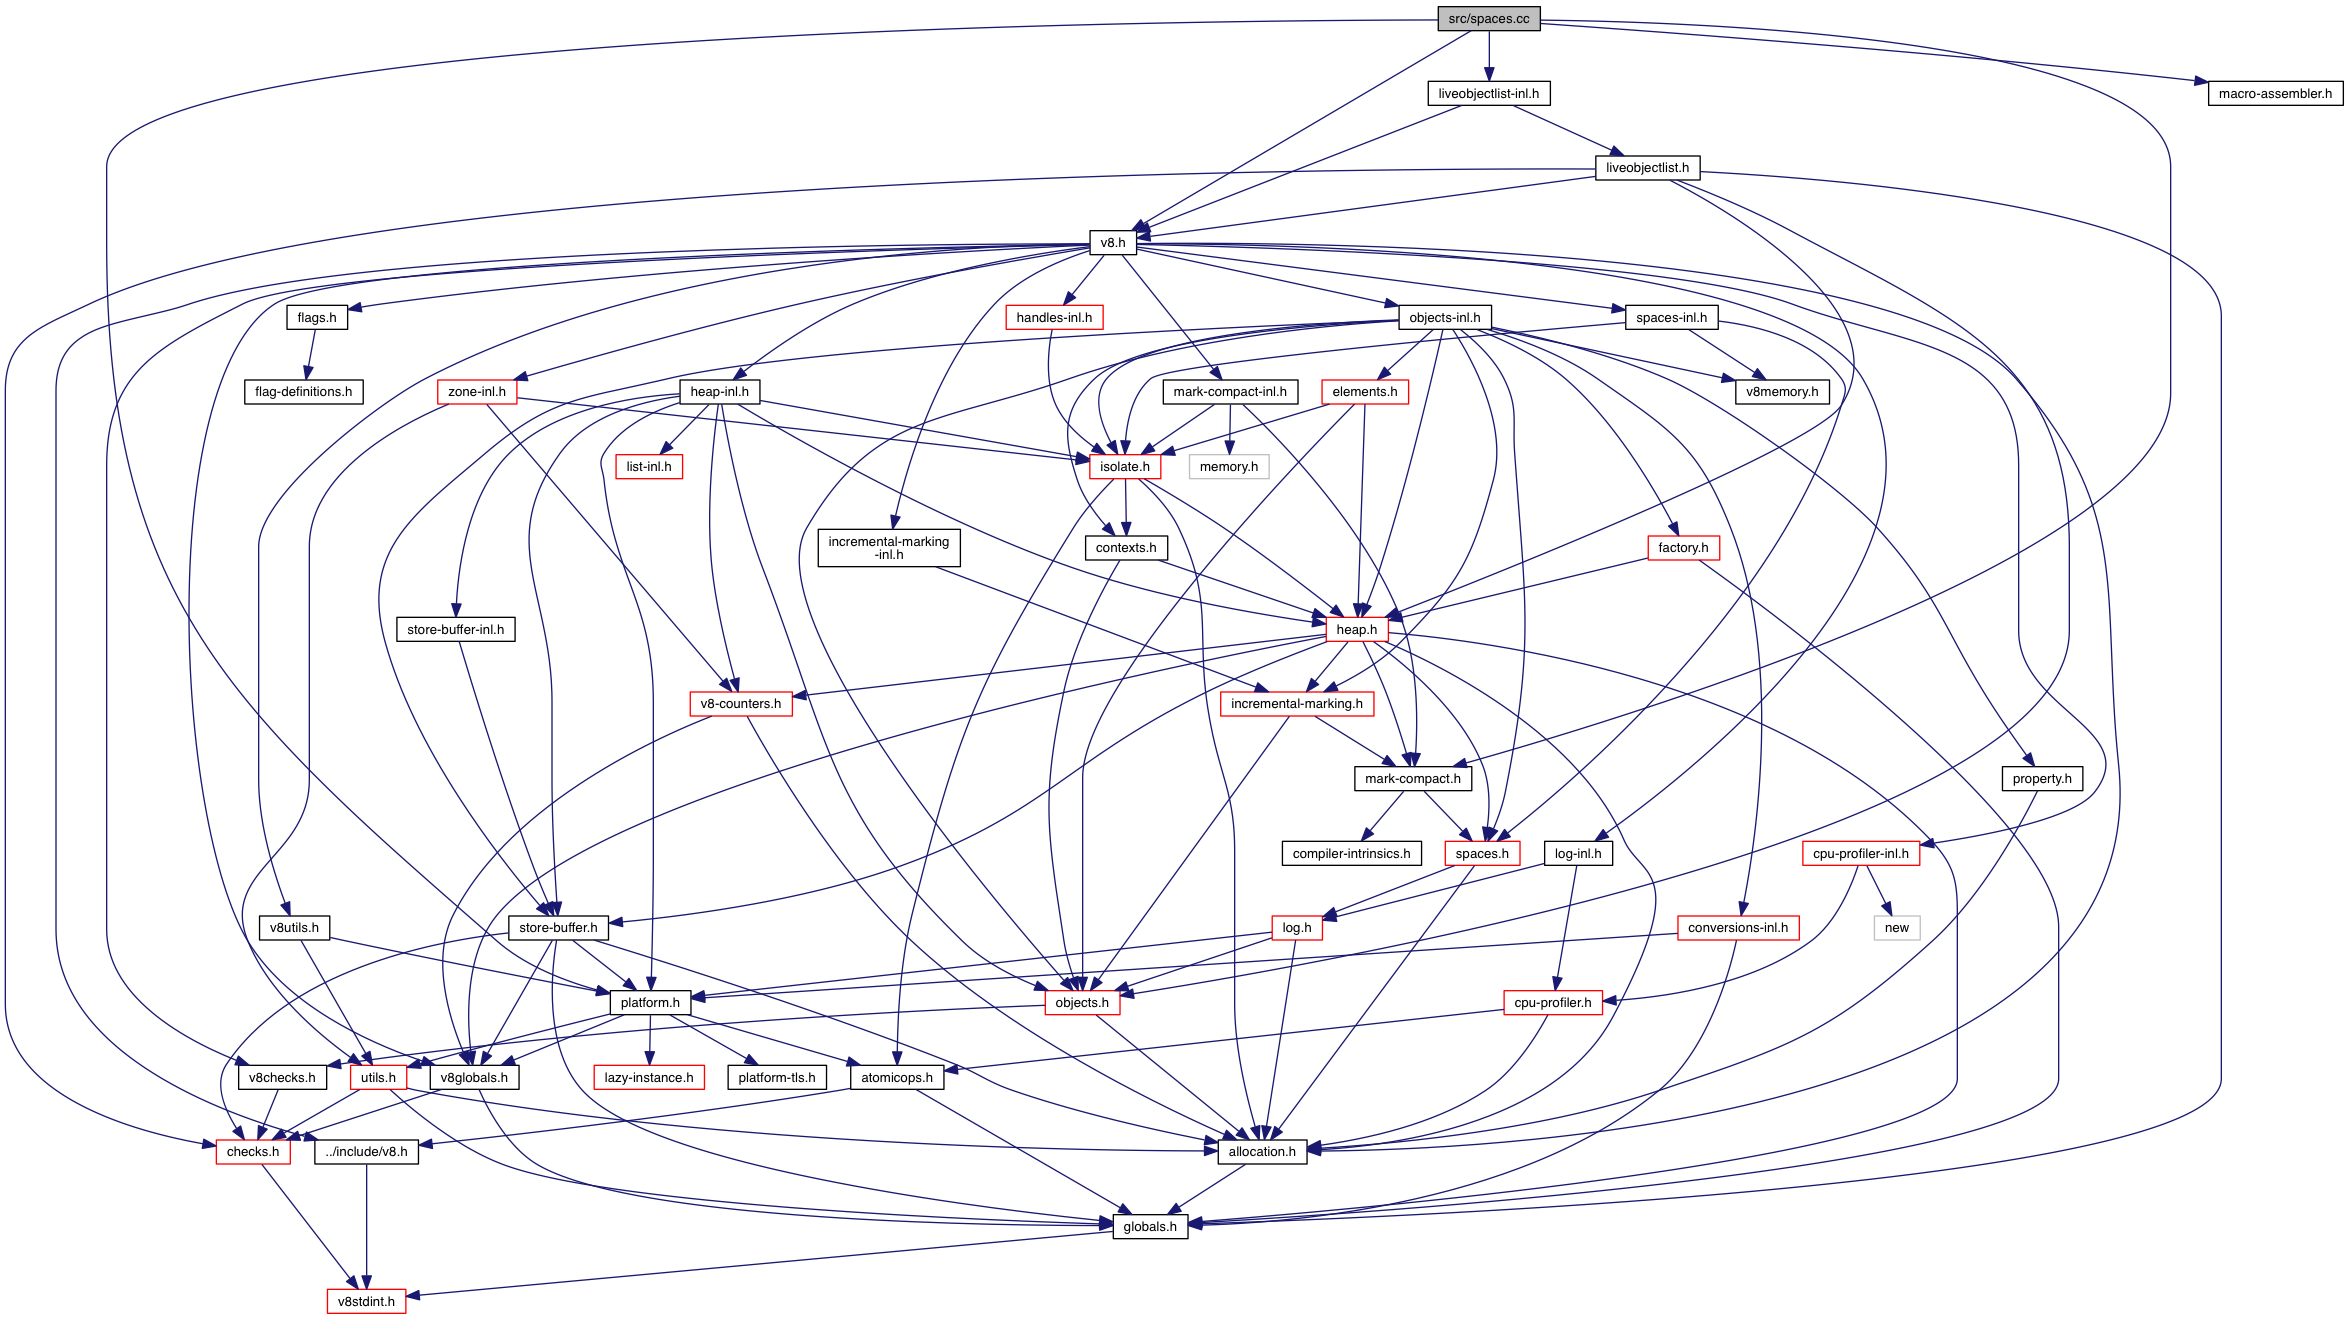 src/spaces.cc
liveobjectlist-inl.h
macro-assembler.h
liveobjectlist.h
v8.h
flags.h
handles-inl.h
objects-inl.h
spaces-inl.h
flag-definitions.h
zone-inl.h
heap-inl.h
mark-compact-inl.h
elements.h
v8memory.h
list-inl.h
isolate.h
memory.h
incremental-marking
-inl.h
contexts.h
factory.h
store-buffer-inl.h
heap.h
v8-counters.h
incremental-marking.h
mark-compact.h
property.h
compiler-intrinsics.h
spaces.h
log-inl.h
cpu-profiler-inl.h
v8utils.h
store-buffer.h
log.h
conversions-inl.h
new
platform.h
objects.h
cpu-profiler.h
v8checks.h
utils.h
v8globals.h
lazy-instance.h
platform-tls.h
atomicops.h
checks.h
../include/v8.h
allocation.h
globals.h
v8stdint.h